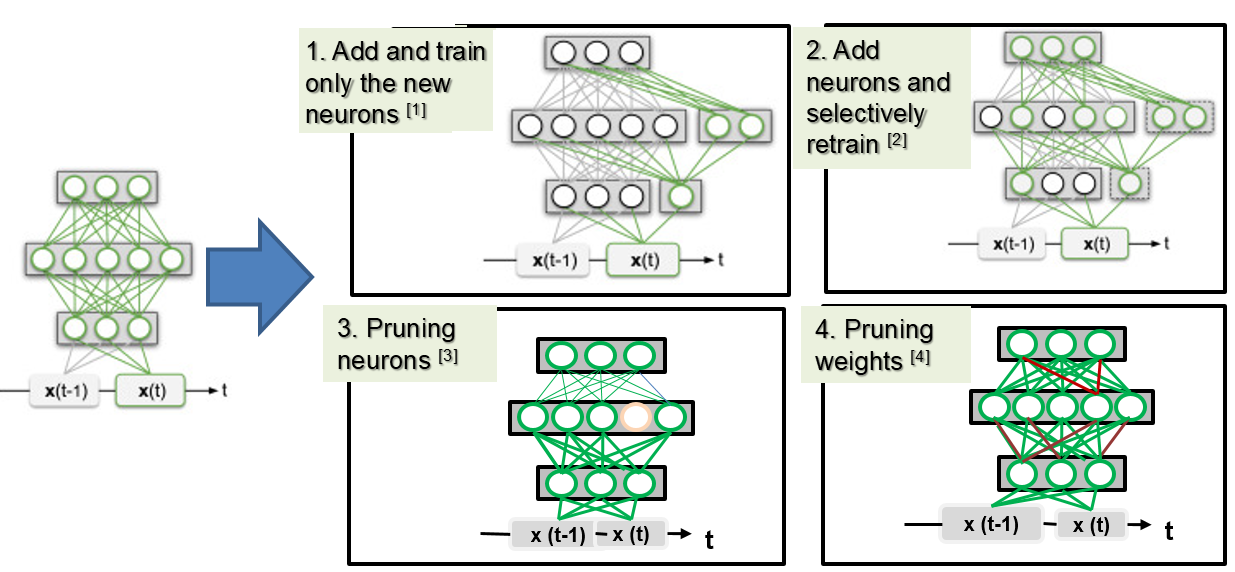 x(t-1)
x(t)
t
1. Add and train
only the new
neurons [1]
x(t-1)
x(t)
t
2. Add
neurons and
selectively
retrain [2]
x(t-1)
x(t)
t
3. Pruning
neurons [3]
x (t-1)
x (t)
t
4. Pruning
weights [4]
x (t-1)
x (t)
t